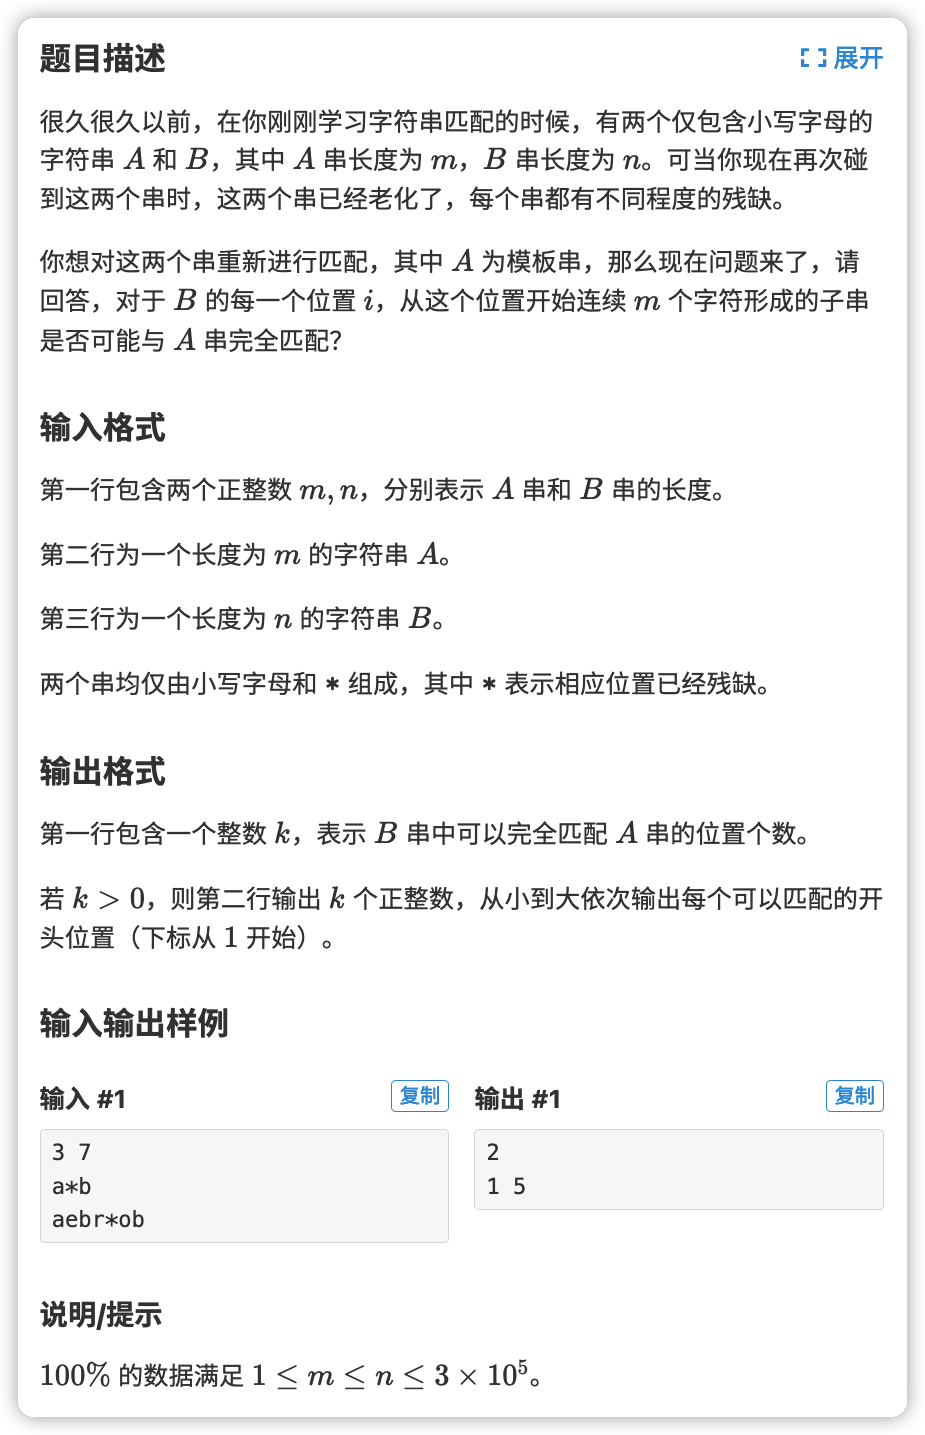 题目描述
展开
很久很久以前，在你刚刚学习字符串匹配的时候，有两个仅包含小写字母的
字符串 A 和 B，其中 A 串长度为 m，B 串长度为 n。可当你现在再次碰
到这两个串时，这两个串已经老化了，每个串都有不同程度的残缺。
你想对这两个串重新进行匹配，其中 A 为模板串，那么现在问题来了，请
回答，对于 B 的每一个位置 i，从这个位置开始连续 m 个字符形成的子串
是否可能与 A 串完全匹配？
输入格式
第一行包含两个正整数 m, n，分别表示 A 串和 B 串的长度。
第二行为一个长度为 m 的字符串 A。
第三行为一个长度为 n 的字符串 B。
两个串均仅由小写字母和 * 组成，其中 * 表示相应位置已经残缺。
输出格式
第一行包含一个整数 k，表示 B 串中可以完全匹配 A 串的位置个数。
若 k > 0，则第二行输出 k 个正整数，从小到大依次输出每个可以匹配的开
头位置（下标从 1 开始）。
输入输出样例
输入 #1
复制
3 7
a*b
aebr*ob
输出 #1
复制
2
1 5
说明/提示
100% 的数据满足 1 ≤ m ≤ n ≤ 3 × 10⁵。